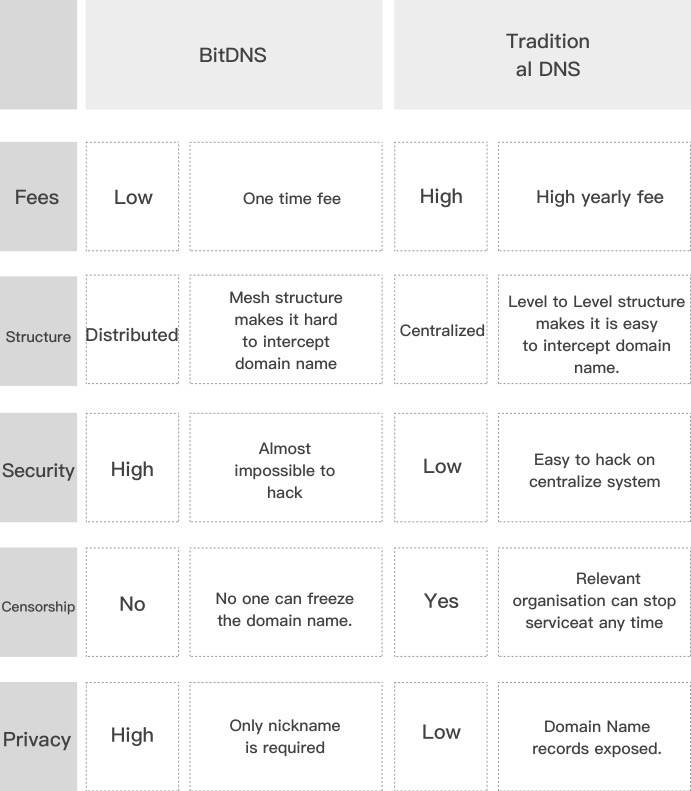 BitDNS
Tradition
al DNS
Fees
Low
One time fee
High
High yearly fee
Structure
Distributed
Mesh structure
makes it hard
to intercept
domain name
Centralized
Level to Level structure
makes it is easy
to intercept domain
name.
Security
High
Almost
impossible to
hack
Low
Easy to hack on
centralize system
Censorship
No
No one can freeze
the domain name.
Yes
Relevant
organisation can stop
serviceat any time
Privacy
High
Only nickname
is required
Low
Domain Name
records exposed.